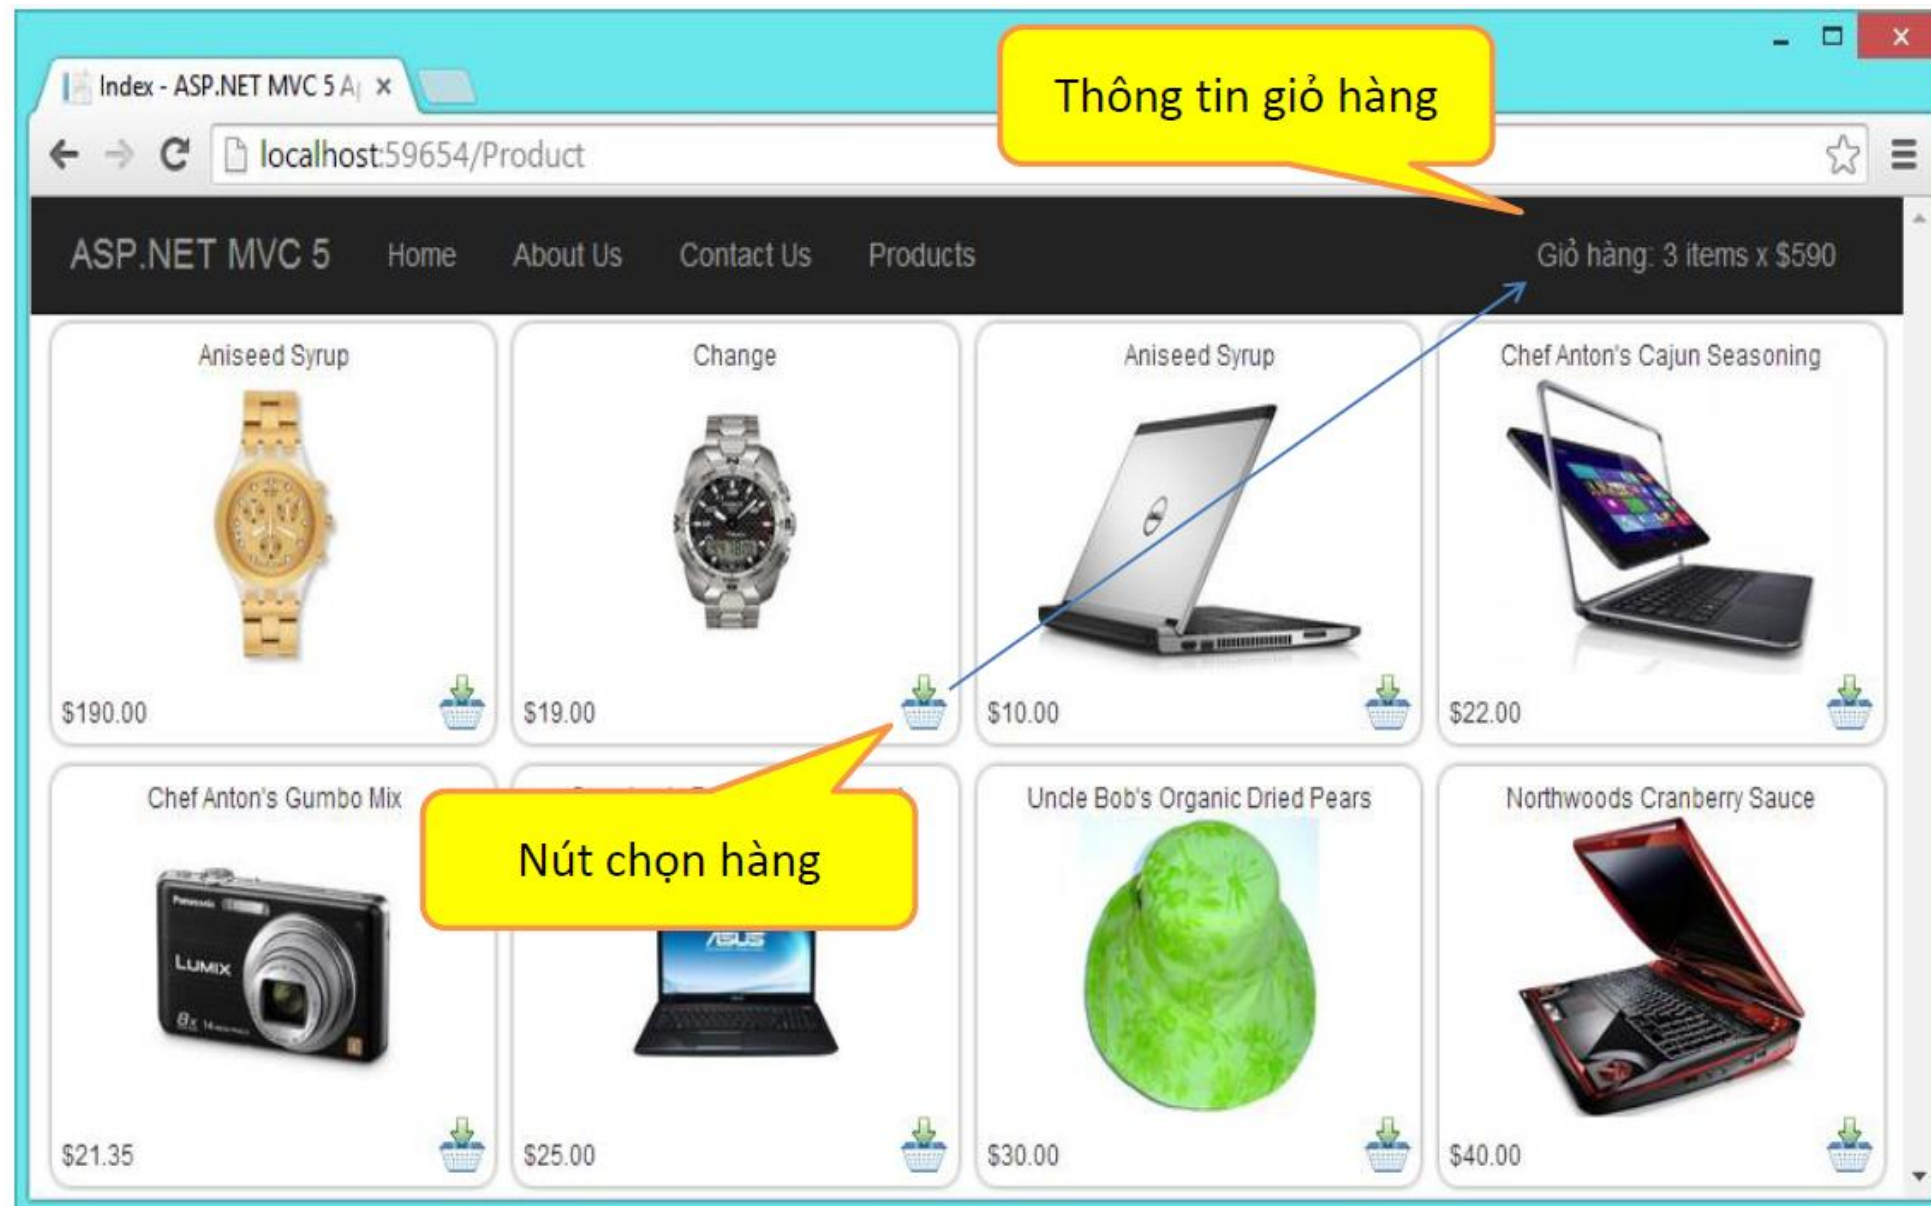 Thông tin giỏ hàng
Index - ASP.NET MVC 5 A
localhost:59654/Product
ASP.NET MVC 5 Home About Us Contact Us Products Giỏ hàng: 3 items x $590
Aniseed Syrup Change Aniseed Syrup Chef Anton's Cajun Seasoning
$190.00 $19.00 $10.00 $22.00
Chef Anton's Gumbo Mix Uncle Bob's Organic Dried Pears Northwoods Cranberry Sauce
Nút chọn hàng
Panasonic
LUMIX
8x
ASUS
$21.35 $25.00 $30.00 $40.00